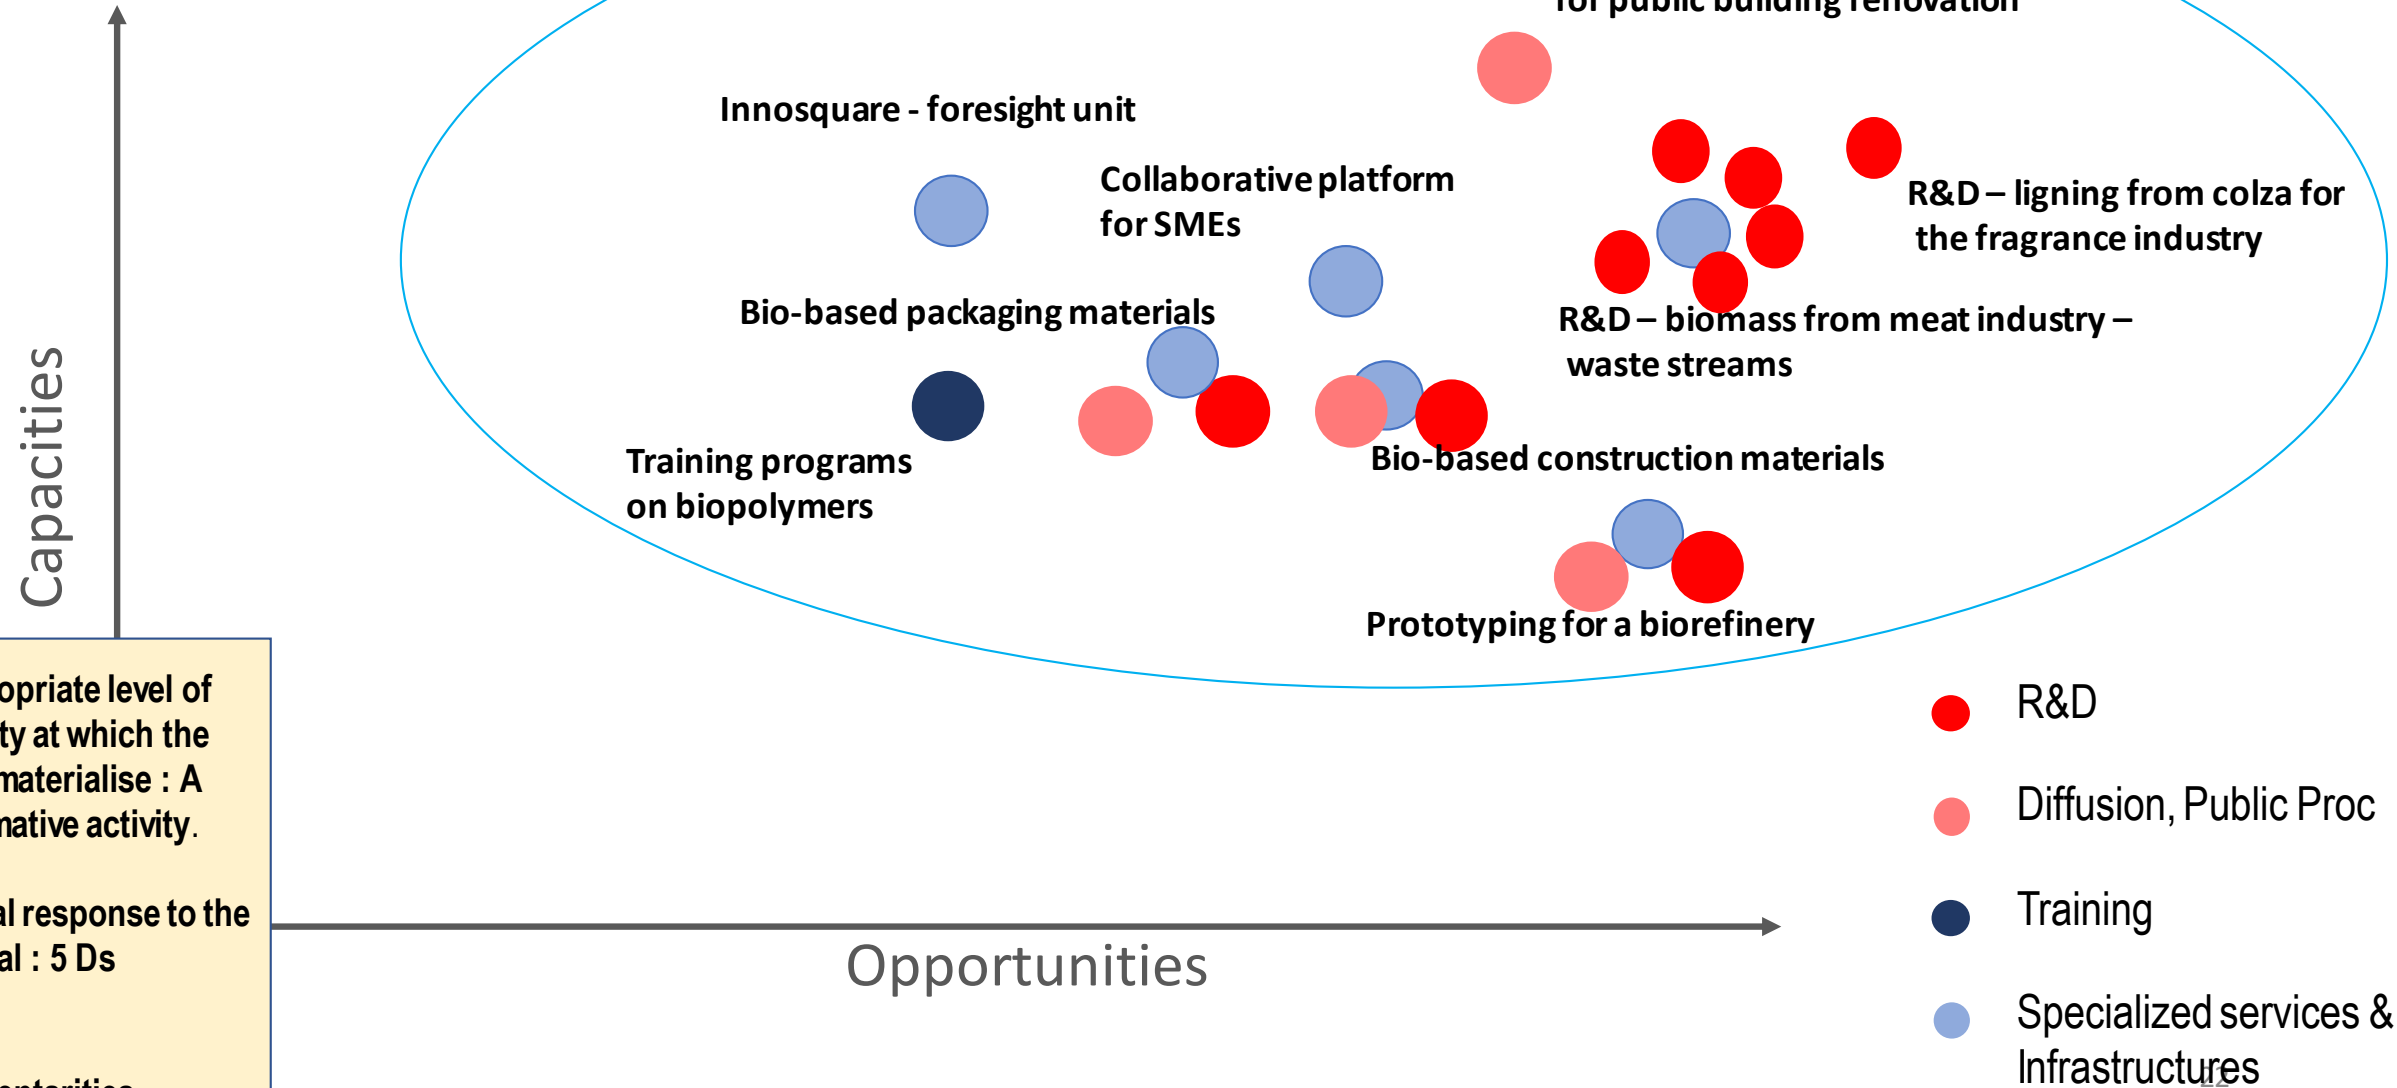 for public building renovation
Innosquare - foresight unit
Collaborative platform
for SMEs
R&D – ligning from colza for
the fragrance industry
Bio-based packaging materials
R&D – biomass from meat industry –
waste streams
Capacities
Training programs
on biopolymers
Bio-based construction materials
Prototyping for a biorefinery
opriate level of
ty at which the
materialise : A
mative activity.
al response to the
al : 5 Ds
Opportunities
R&D
Diffusion, Public Proc
Training
Specialized services &
Infrastructures
22